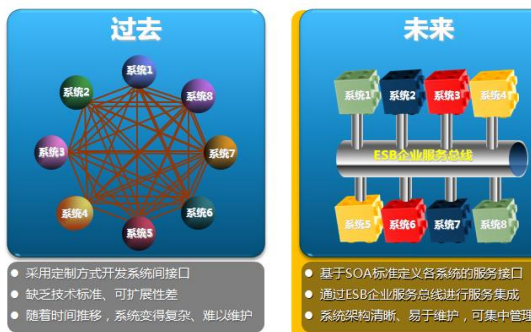 过去
系统1
系统2
系统8
系统3
系统7
系统4
系统6
系统5
采用定制方式开发系统间接口
缺乏技术标准、可扩展性差
随着时间推移，系统变得复杂、难以维护
未来
系统1
系统2
系统3
系统4
ESB企业服务总线
系统5
系统6
系统7
系统8
基于SOA标准定义各系统的服务接口
通过ESB企业服务总线进行服务集成
系统架构清晰、易于维护，可集中管理